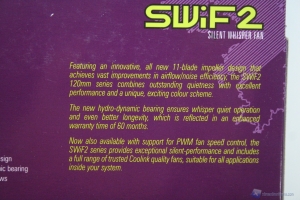 SWiF2
SILENT WHISPER FAN
Featuring an innovative, all new 11-blade impeller design that
achieves vast improvements in airflow/noise efficiency, the SWiF2
120mm series combines outstanding quietness with excellent
performance and a unique, exciting colour scheme.
The new hydro-dynamic bearing ensures whisper quiet operation
and even better longevity, which is reflected in an enhanced
warranty time of 60 months.
Now also available with support for PWM fan speed control, the
SWiF2 series provides exceptional silent-performance and includes
a full range of trusted Coolink quality fans, suitable for all applications
inside your system.
sign
ic bearing
ws